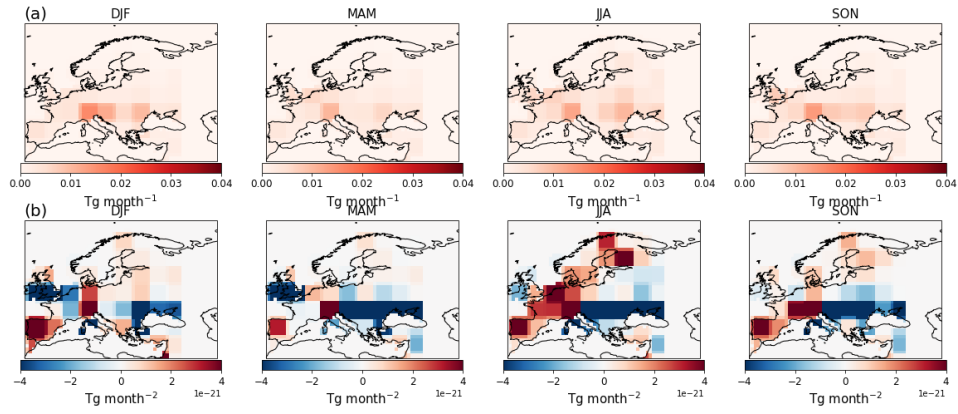 (a)
DJF MAM JJA SON
0.00 0.01 0.02 0.03 0.04 0.00 0.01 0.02 0.03 0.04 0.00 0.01 0.02 0.03 0.04 0.00 0.01 0.02 0.03 0.04
Tg month⁻¹ Tg month⁻¹ Tg month⁻¹ Tg month⁻¹
(b)
DJF MAM JJA SON
−4 −2 0 2 4 −4 −2 0 2 4 −4 −2 0 2 4 −4 −2 0 2 4
1e−21 1e−21 1e−21 1e−21
Tg month⁻² Tg month⁻² Tg month⁻² Tg month⁻²